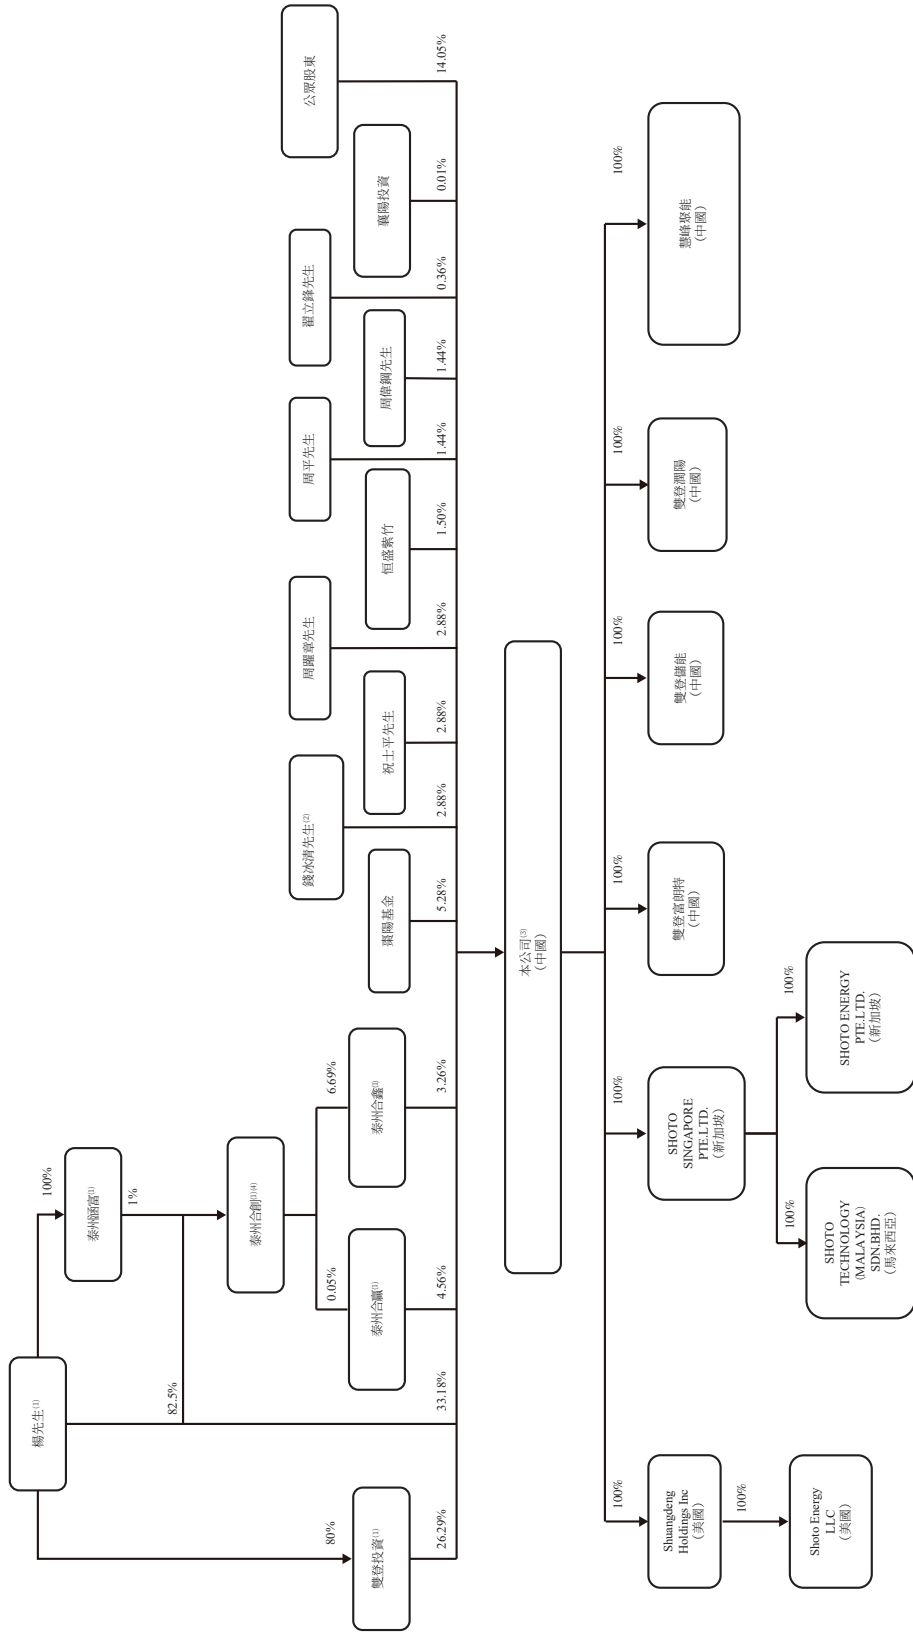 楊先生(1)
100%
泰州涵富(1)
1%
82.5%
泰州合創(1)(4)
0.05%
6.69%
80%
雙登投資(1)
泰州合贏(1)
泰州合鑫(1)
棗陽基金
錢冰清先生(2)
祝士平先生
周躍章先生
恒盛紫竹
周平先生
周偉鋼先生
翟立鋒先生
襄陽投資
公眾股東
26.29%
33.18%
4.56%
3.26%
5.28%
2.88%
2.88%
2.88%
1.50%
1.44%
1.44%
0.36%
0.01%
14.05%
本公司(3)
（中國）
100%
100%
100%
100%
100%
100%
Shuangdeng
Holdings Inc
（美國）
SHOTO
SINGAPORE
PTE.LTD.
（新加坡）
雙登富朗特
（中國）
雙登儲能
（中國）
雙登潤陽
（中國）
慧峰聚能
（中國）
100%
100%
100%
Shoto Energy
LLC
（美國）
SHOTO
TECHNOLOGY
(MALAYSIA)
SDN.BHD.
（馬來西亞）
SHOTO ENERGY
PTE.LTD.
（新加坡）